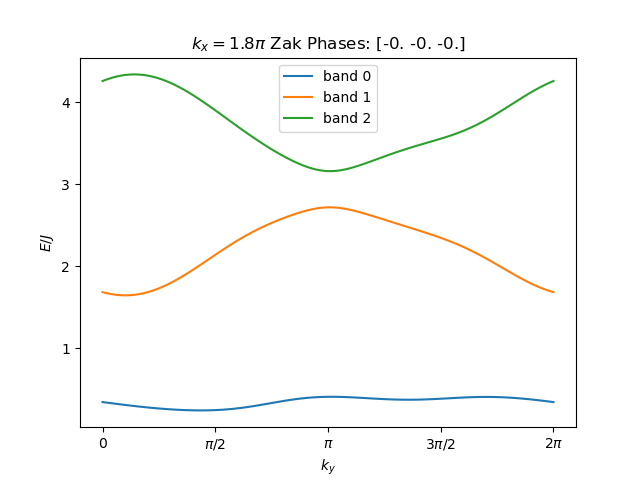 k_x = 1.8π Zak Phases: [-0. -0. -0.]
band 0
band 1
band 2
4
3
2
1
E/J
0 π/2 π 3π/2 2π
k_y